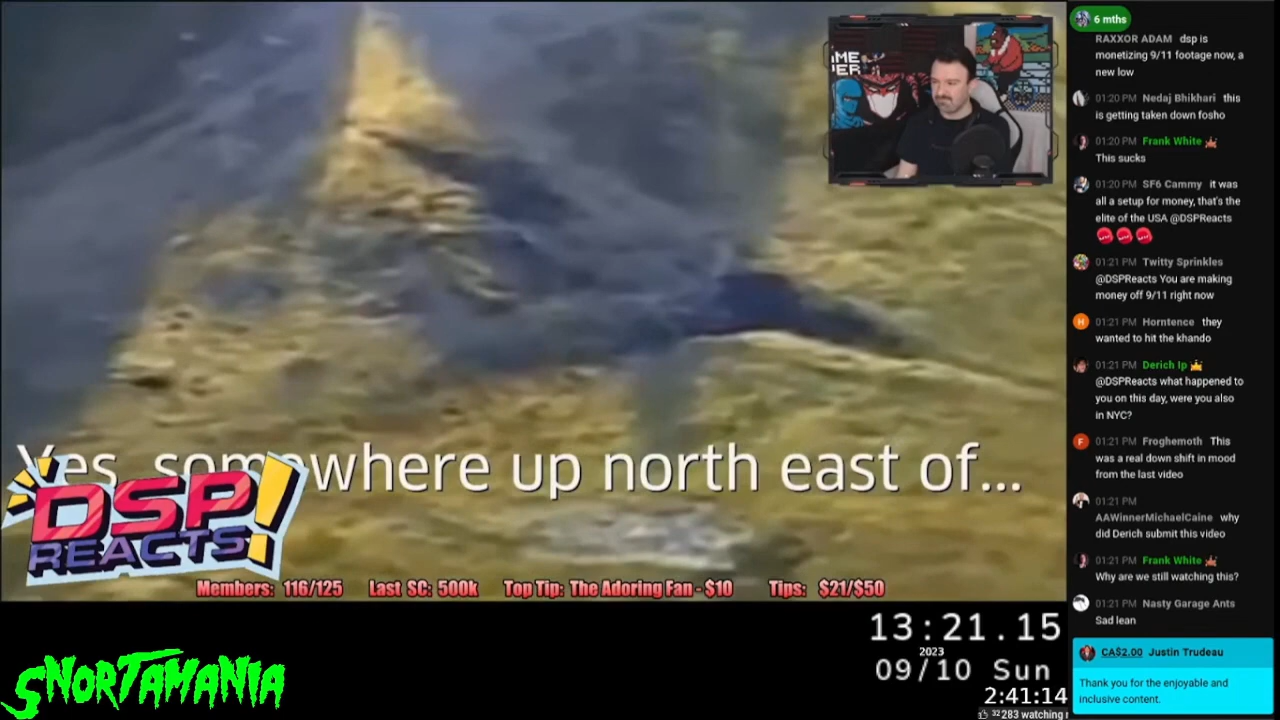 Yes, somewhere up north east of...
DSP!
REACTS!
Members: 116/125 Last SC: 500k Top Tip: The Adoring Fan - $10 Tips: $21/$50
SNORTAMANIA
13:21.15
2023
09/10 Sun
2:41:14
32 283 watching
6 mths
RAXXOR ADAM dsp is
monetizing 9/11 footage now, a
new low
01:20 PM Nedaj Bhikhari this
is getting taken down fosho
01:20 PM Frank White
This sucks
01:20 PM SF6 Cammy it was
all a setup for money, that's the
elite of the USA @DSPReacts
01:21 PM Twitty Sprinkles
@DSPReacts You are making
money off 9/11 right now
H 01:21 PM Horntence they
wanted to hit the khando
01:21 PM Derich Ip
@DSPReacts what happened to
you on this day, were you also
in NYC?
F 01:21 PM Froghemoth This
was a real down shift in mood
from the last video
01:21 PM
AAWinnerMichaelCaine why
did Derich submit this video
01:21 PM Frank White
Why are we still watching this?
01:21 PM Nasty Garage Ants
Sad lean
CA$2.00 Justin Trudeau
Thank you for the enjoyable and
inclusive content.